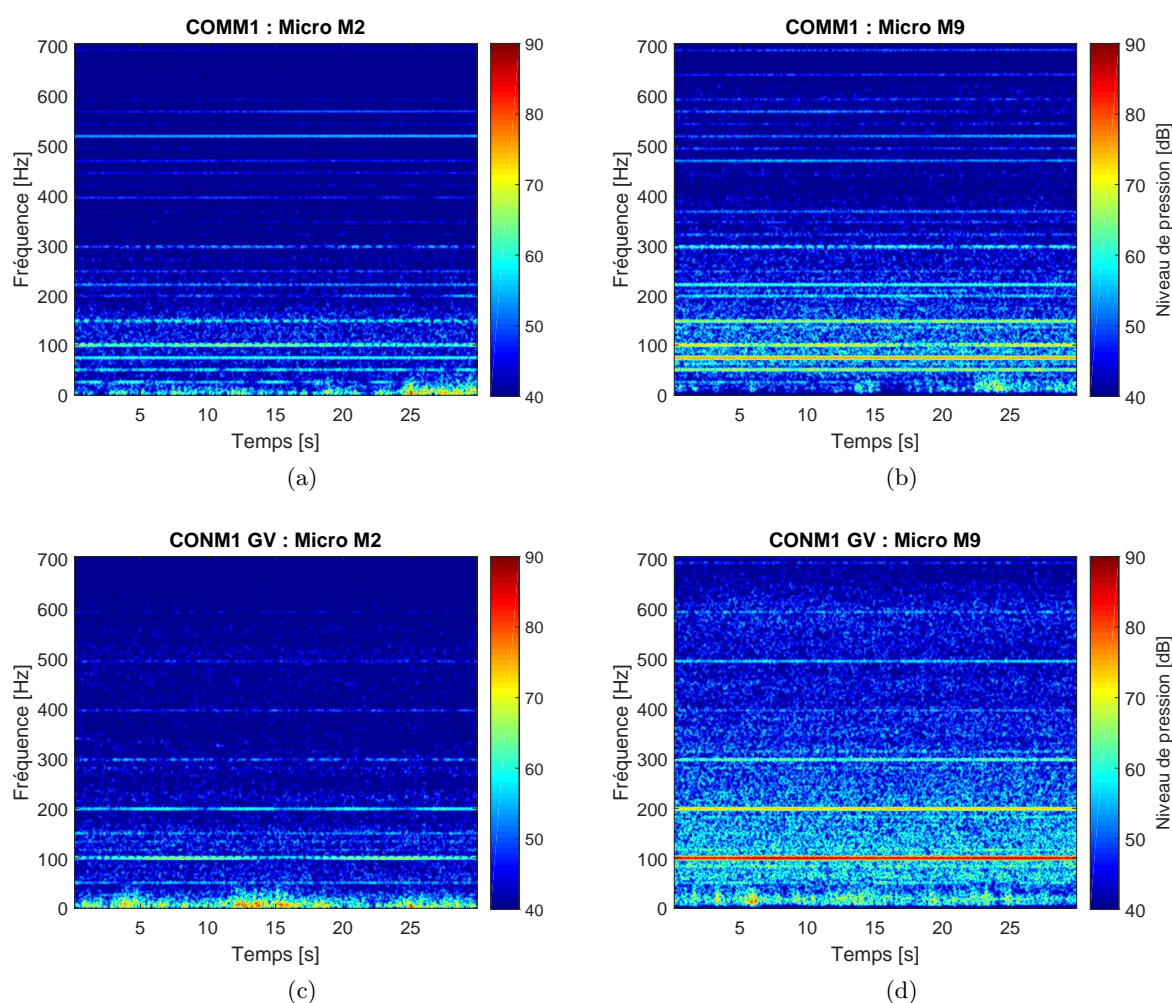 COMM1 : Micro M2
700
600
500
400
300
200
100
0
Fréquence [Hz]
5 10 15 20 25
Temps [s]
90
80
70
60
50
40
(a)
COMM1 : Micro M9
700
600
500
400
300
200
100
0
Fréquence [Hz]
5 10 15 20 25
Temps [s]
90
80
70
60
50
40
Niveau de pression [dB]
(b)
CONM1 GV : Micro M2
700
600
500
400
300
200
100
0
Fréquence [Hz]
5 10 15 20 25
Temps [s]
90
80
70
60
50
40
(c)
CONM1 GV : Micro M9
700
600
500
400
300
200
100
0
Fréquence [Hz]
5 10 15 20 25
Temps [s]
90
80
70
60
50
40
Niveau de pression [dB]
(d)